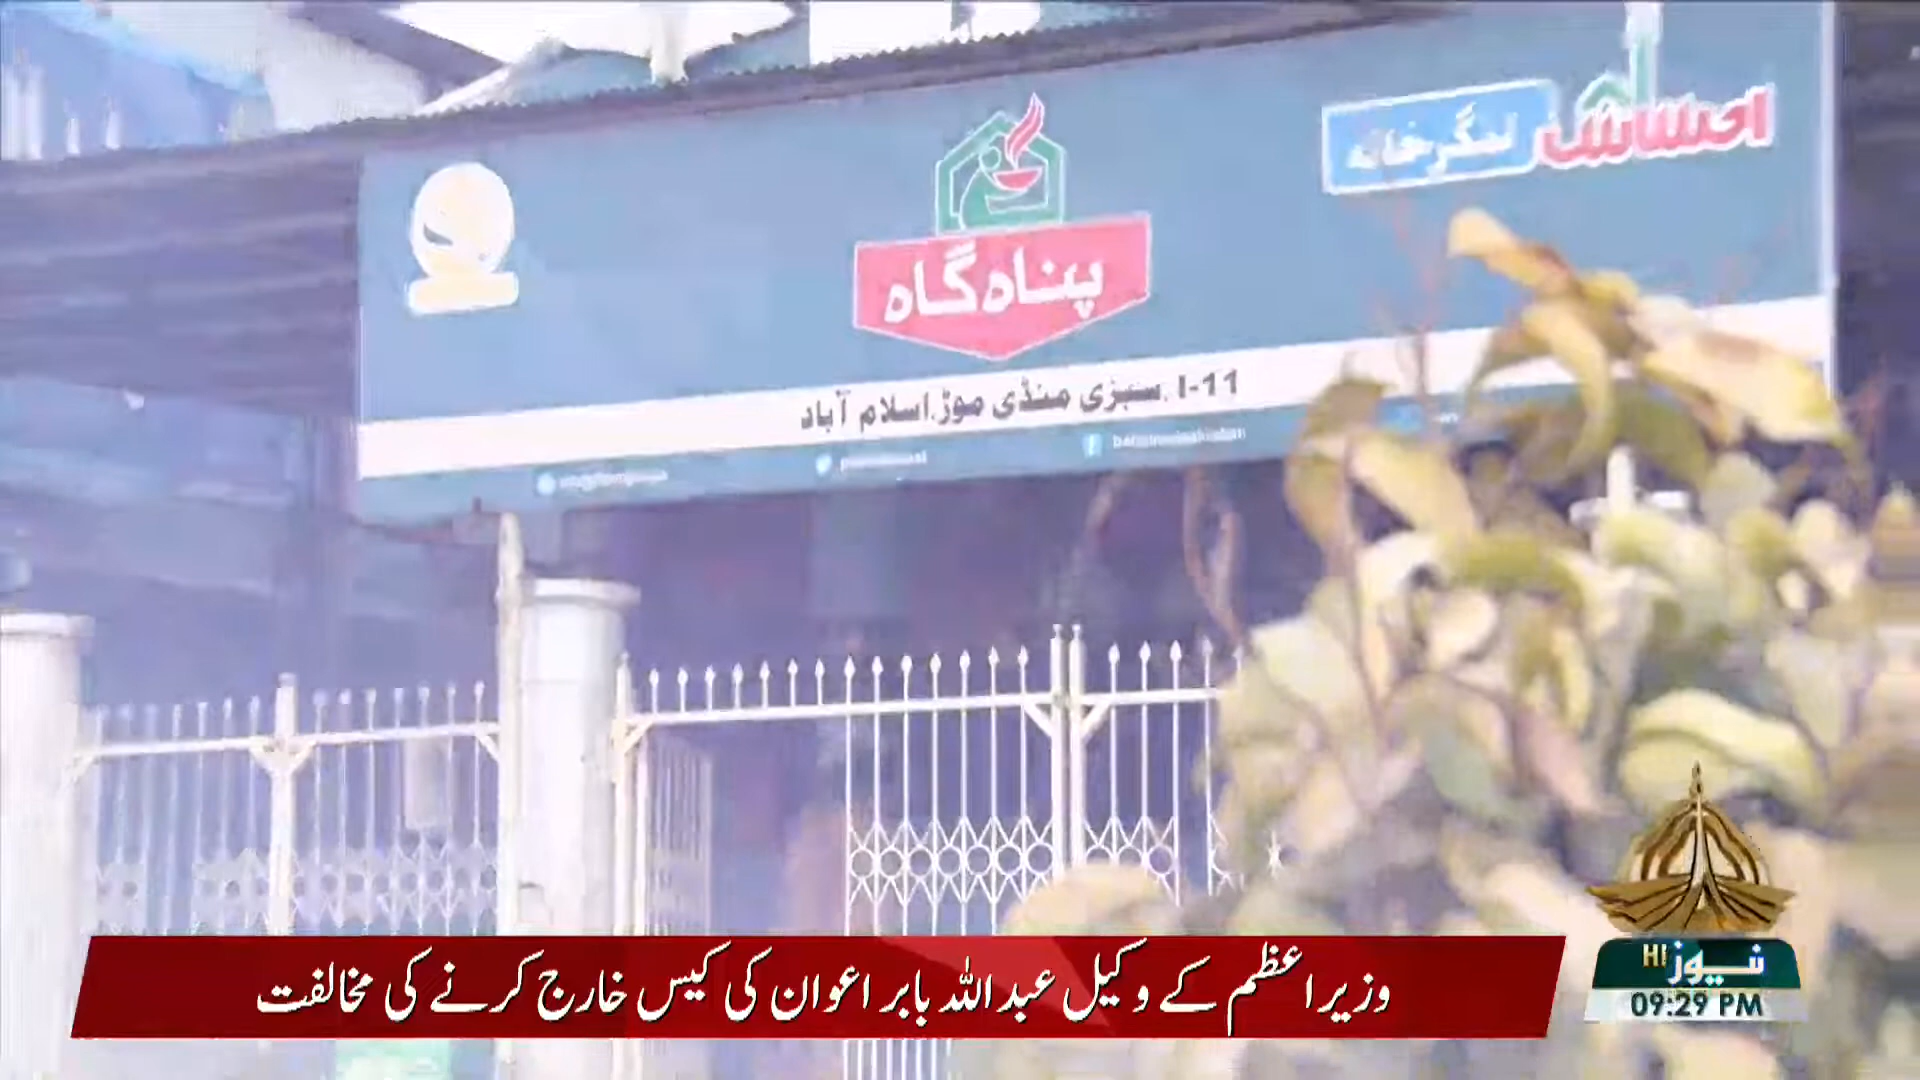 احساس لنگر خانہ
پناہ گاہ
I-11 ،سبزی منڈی موڑ،اسلام آباد
وزیراعظم کے وکیل عبداللہ بابر اعوان کی کیس خارج کرنے کی مخالفت
نیوز HD
09:29 PM